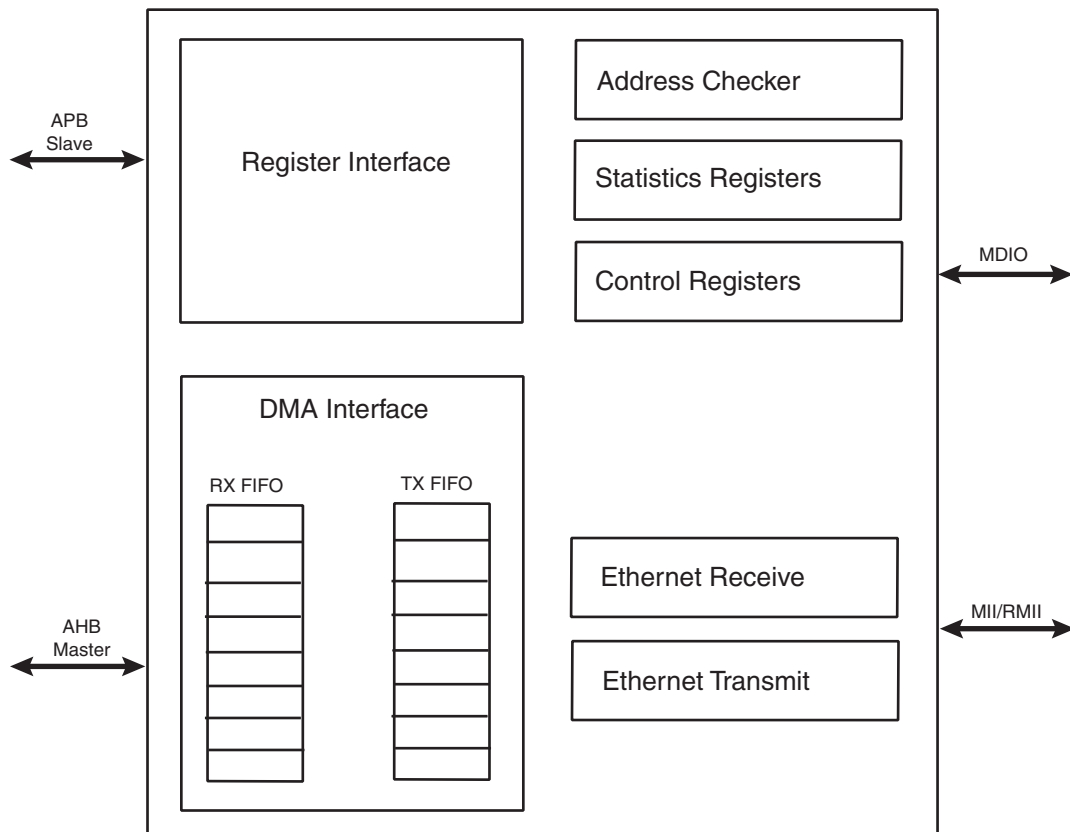 APB
Slave
Register Interface
Address Checker
Statistics Registers
Control Registers
MDIO
DMA Interface
RX FIFO
TX FIFO
AHB
Master
Ethernet Receive
Ethernet Transmit
MII/RMII